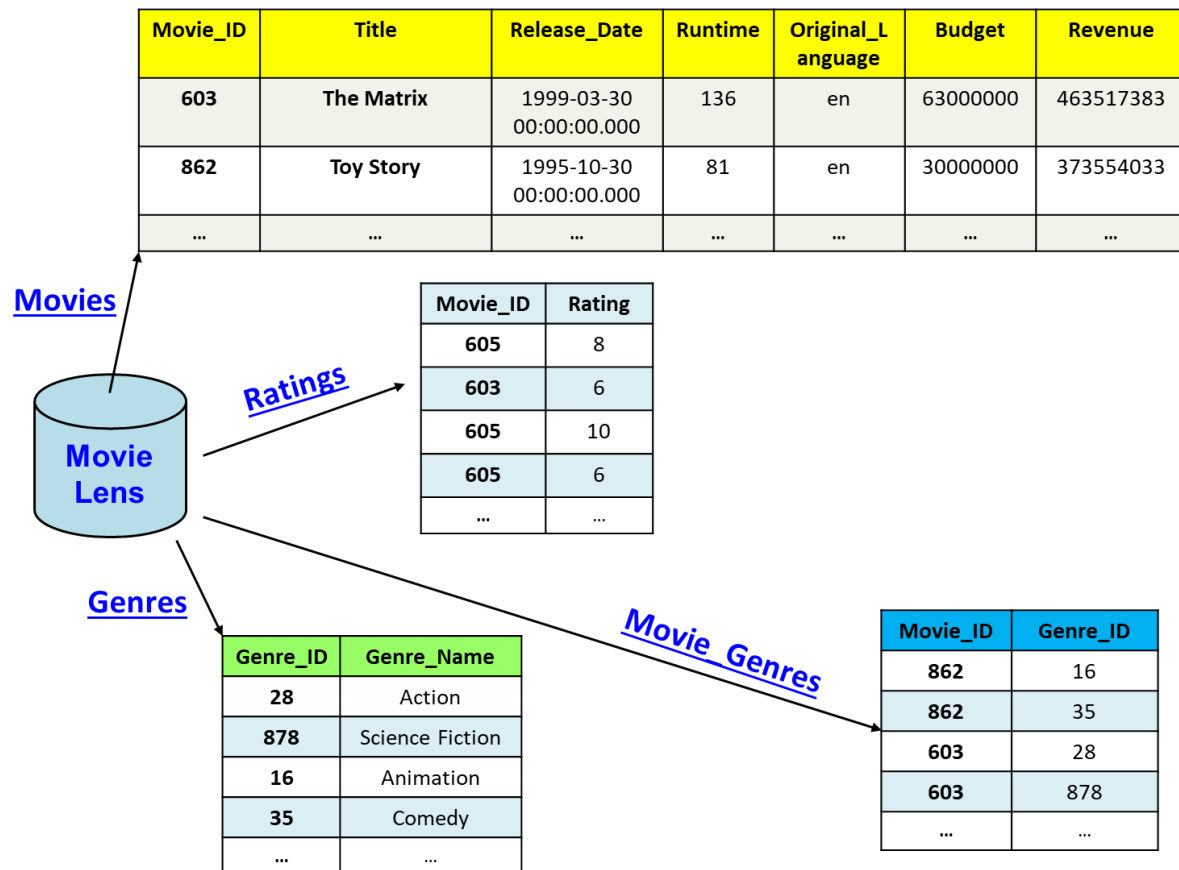 Movie_ID Title Release_Date Runtime Original_L Budget Revenue
anguage
603 The Matrix 1999-03-30 136 en 63000000 463517383
00:00:00.000
862 Toy Story 1995-10-30 81 en 30000000 373554033
00:00:00.000
... ... ... ... ... ... ...
Movies
Movie_ID Rating
605 8
603 6
605 10
605 6
... ...
Ratings
Movie
Lens
Genres
Genre_ID Genre_Name
28 Action
878 Science Fiction
16 Animation
35 Comedy
... ...
Movie_Genres
Movie_ID Genre_ID
862 16
862 35
603 28
603 878
... ...